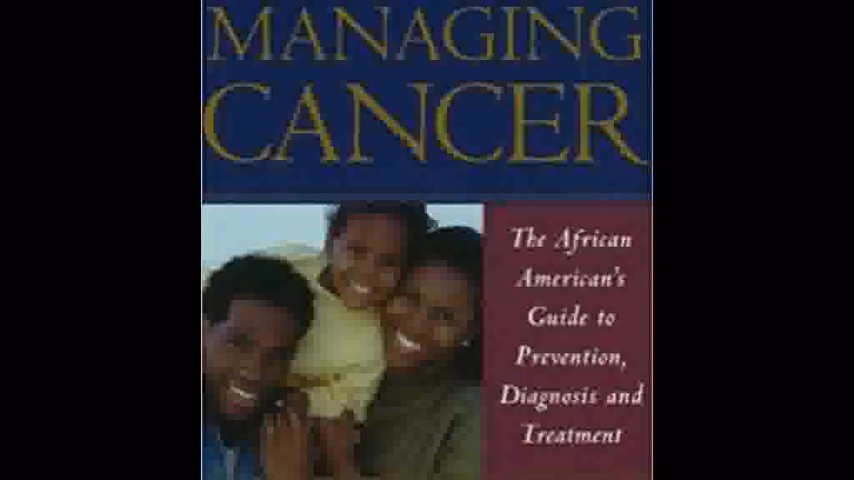 MANAGING
CANCER
The African
American's
Guide to
Prevention,
Diagnosis and
Treatment